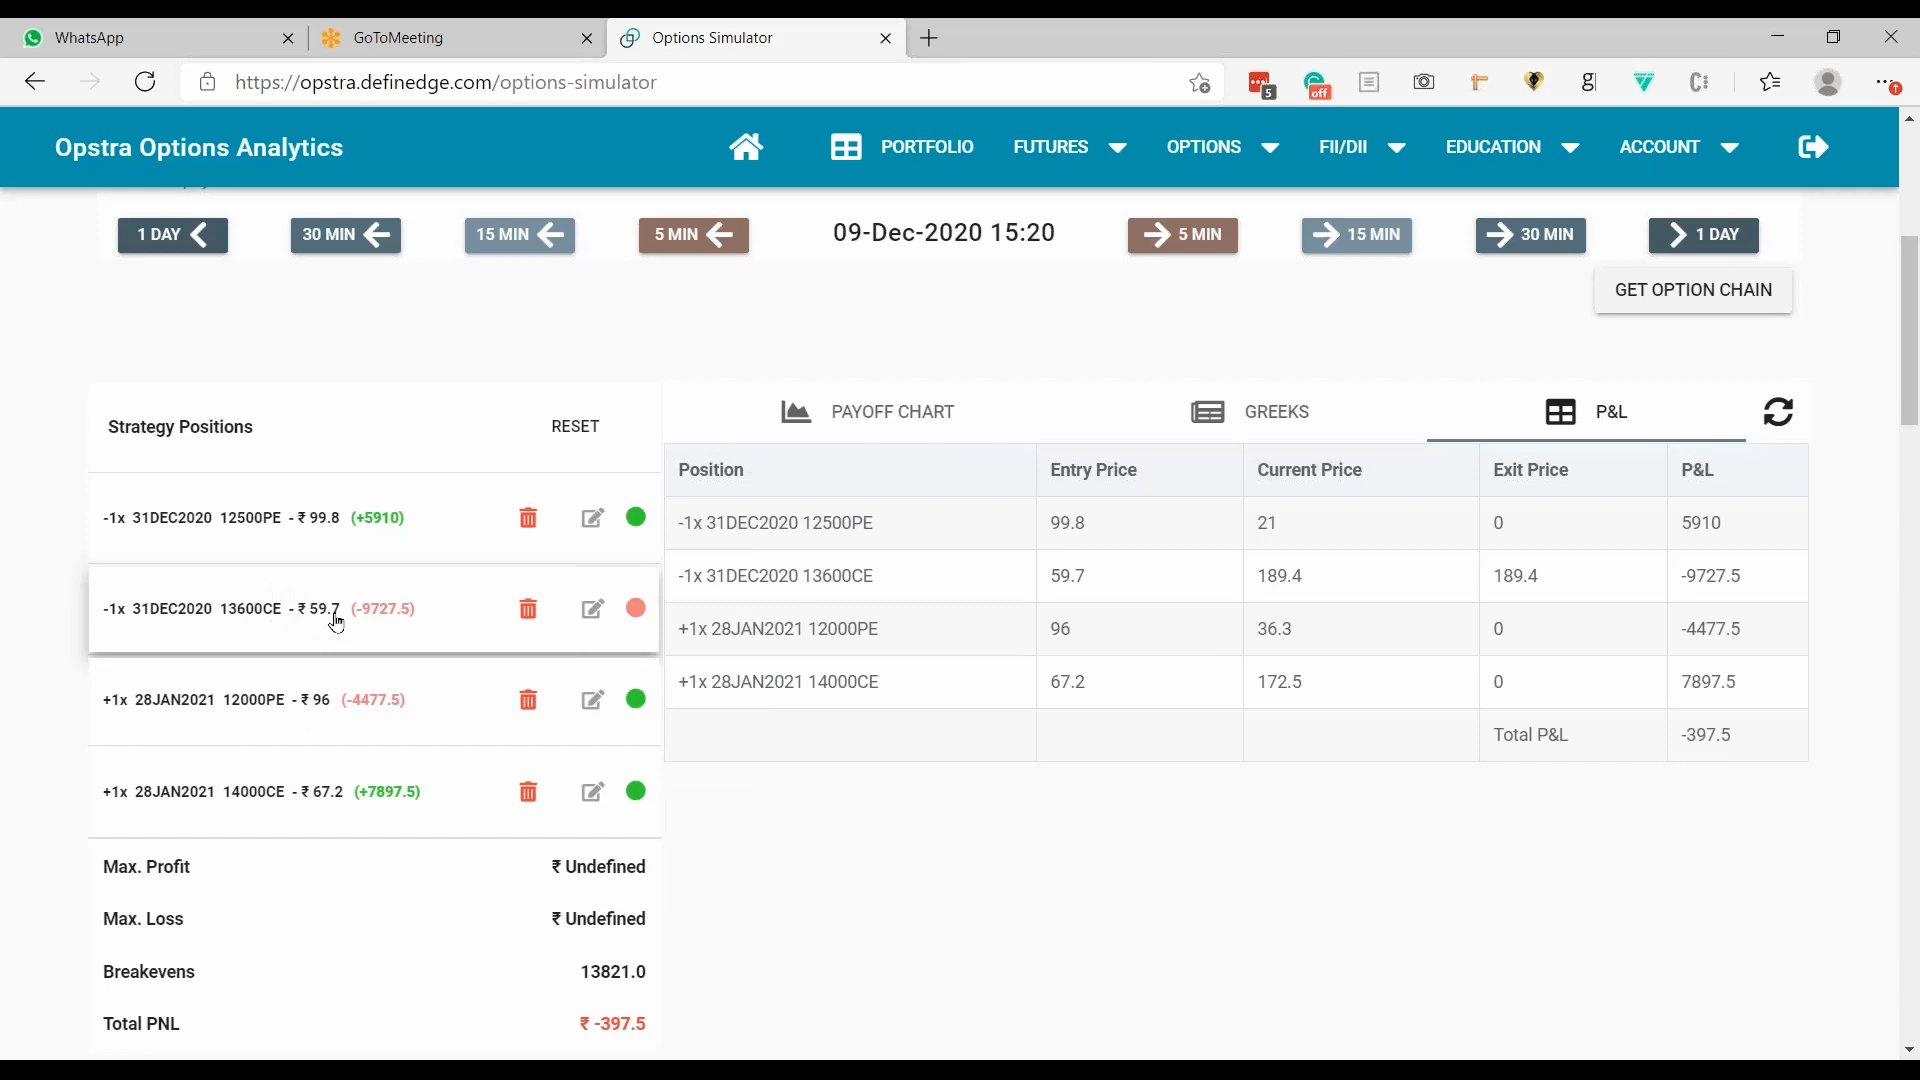 WhatsApp
GoToMeeting
Options Simulator
https://opstra.definedge.com/options-simulator
5
off
g
Opstra Options Analytics
PORTFOLIO
FUTURES
OPTIONS
FII/DII
EDUCATION
ACCOUNT
1 DAY
30 MIN
15 MIN
5 MIN
09-Dec-2020 15:20
5 MIN
15 MIN
30 MIN
1 DAY
GET OPTION CHAIN
Strategy Positions RESET
PAYOFF CHART GREEKS P&L
Position Entry Price Current Price Exit Price P&L
-1x 31DEC2020 12500PE 99.8 21 0 5910
-1x 31DEC2020 13600CE 59.7 189.4 189.4 -9727.5
+1x 28JAN2021 12000PE 96 36.3 0 -4477.5
+1x 28JAN2021 14000CE 67.2 172.5 0 7897.5
Total P&L -397.5
-1x 31DEC2020 12500PE - ₹ 99.8 (+5910)
-1x 31DEC2020 13600CE - ₹ 59.7 (-9727.5)
+1x 28JAN2021 12000PE - ₹ 96 (-4477.5)
+1x 28JAN2021 14000CE - ₹ 67.2 (+7897.5)
Max. Profit ₹ Undefined
Max. Loss ₹ Undefined
Breakevens 13821.0
Total PNL ₹ -397.5